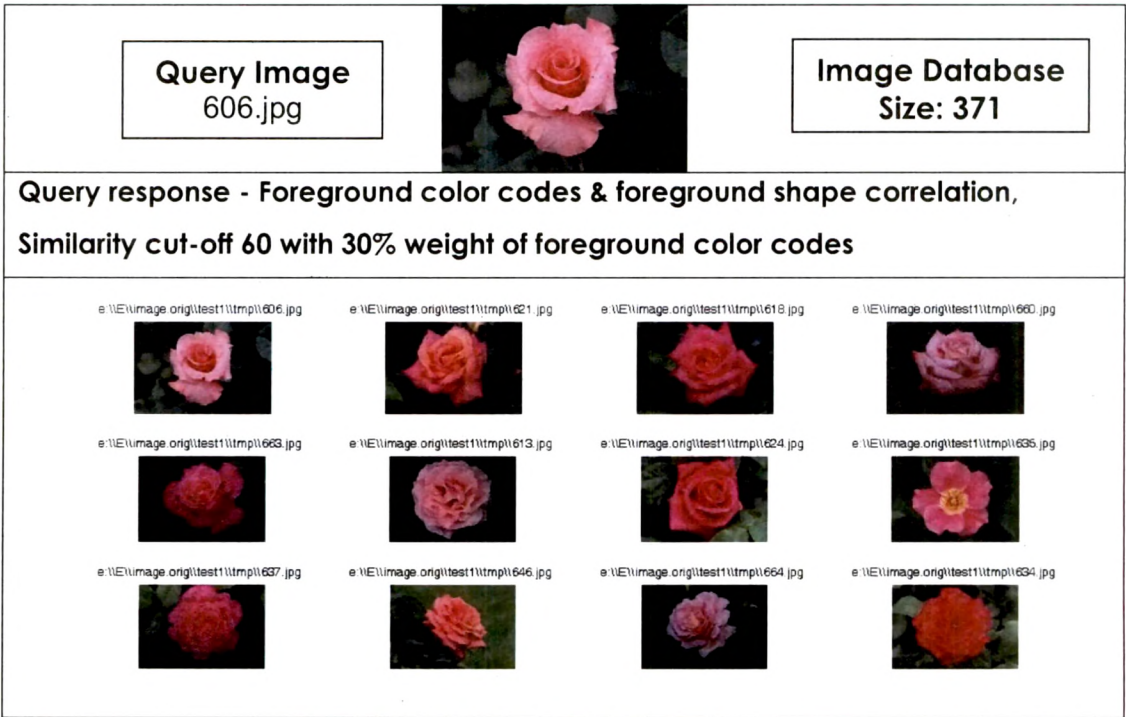 Query Image
606.jpg
Image Database
Size: 371
Query response - Foreground color codes & foreground shape correlation,
Similarity cut-off 60 with 30% weight of foreground color codes
e:\\E\\image.orig\\test1\\tmp\\606.jpg
e:\\E\\image.orig\\test1\\tmp\\621.jpg
e:\\E\\image.orig\\test1\\tmp\\618.jpg
e:\\E\\image.orig\\test1\\tmp\\660.jpg
e:\\E\\image.orig\\test1\\tmp\\663.jpg
e:\\E\\image.orig\\test1\\tmp\\613.jpg
e:\\E\\image.orig\\test1\\tmp\\624.jpg
e:\\E\\image.orig\\test1\\tmp\\635.jpg
e:\\E\\image.orig\\test1\\tmp\\637.jpg
e:\\E\\image.orig\\test1\\tmp\\646.jpg
e:\\E\\image.orig\\test1\\tmp\\664.jpg
e:\\E\\image.orig\\test1\\tmp\\634.jpg